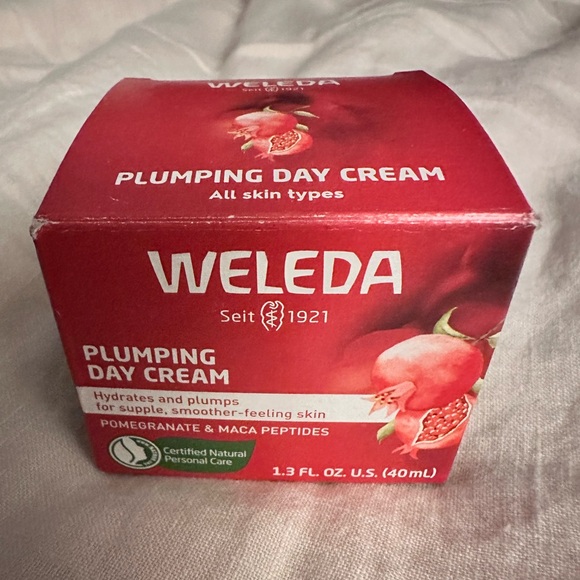 WELEDA
Seit 1921
PLUMPING DAY CREAM
All skin types
WELEDA
Seit 1921
PLUMPING
DAY CREAM
Hydrates and plumps
for supple, smoother-feeling skin
POMEGRANATE & MACA PEPTIDES
Certified Natural
Personal Care
1.3 FL. OZ. U.S. (40mL)